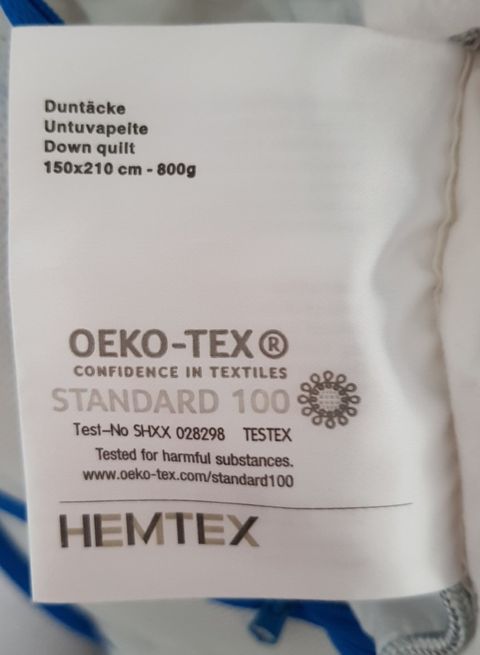 Duntäcke
Untuvapeite
Down quilt
150x210 cm - 800g
OEKO-TEX®
CONFIDENCE IN TEXTILES
STANDARD 100
Test-No SHXX 028298 TESTEX
Tested for harmful substances.
www.oeko-tex.com/standard100
HEMTEX